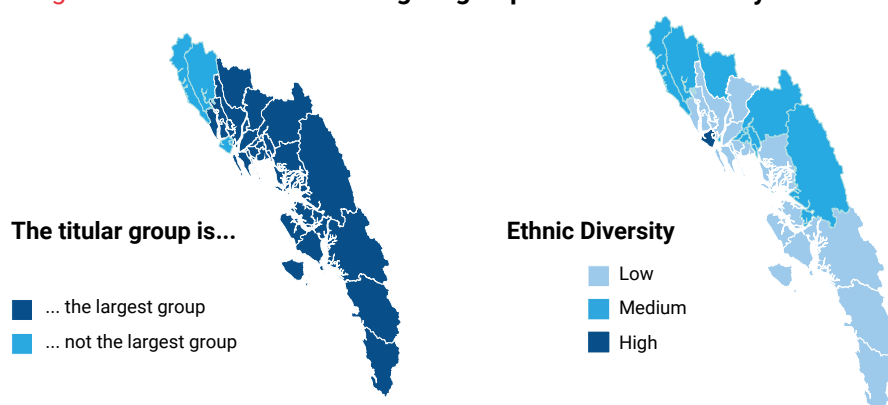 The titular group is...
... the largest group
... not the largest group
Ethnic Diversity
Low
Medium
High